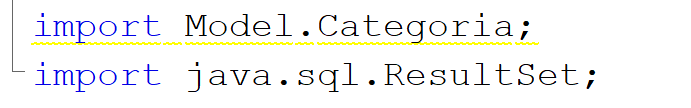 import Model.Categoria;
import java.sql.ResultSet;